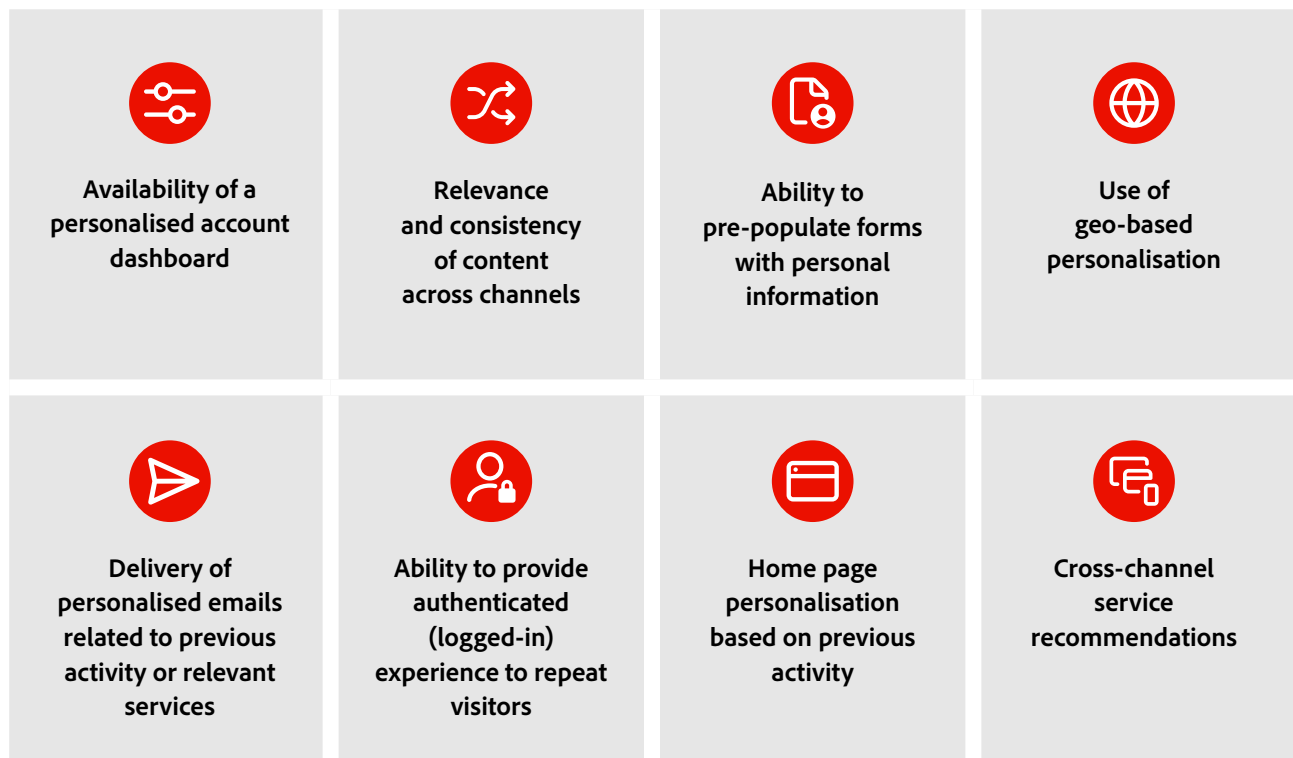 Availability of a
personalised account
dashboard
Relevance
and consistency
of content
across channels
Ability to
pre-populate forms
with personal
information
Use of
geo-based
personalisation
Delivery of
personalised emails
related to previous
activity or relevant
services
Ability to provide
authenticated
(logged-in)
experience to repeat
visitors
Home page
personalisation
based on previous
activity
Cross-channel
service
recommendations